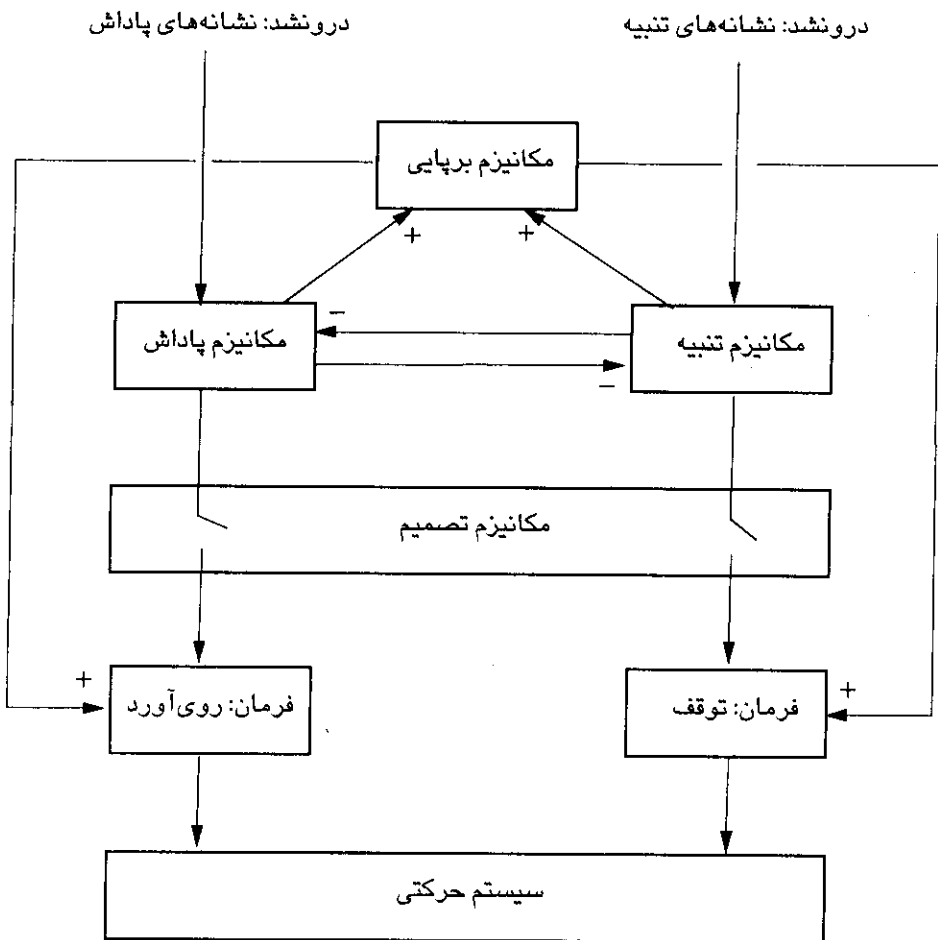 درونشد: نشانه‌های تنبیه
درونشد: نشانه‌های پاداش
مکانیزم برپایی
+
+
مکانیزم تنبیه
مکانیزم پاداش
−
−
مکانیزم تصمیم
+
+
فرمان: توقف
فرمان: روی‌آورد
سیستم حرکتی